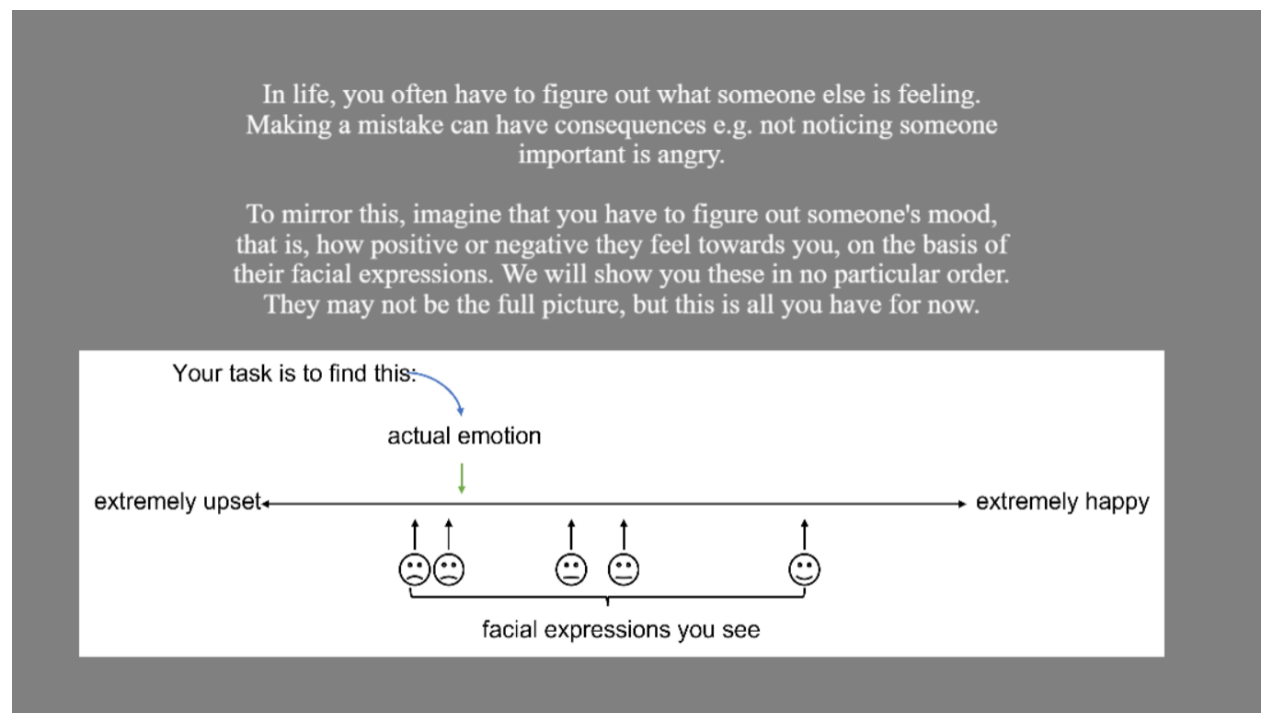 In life, you often have to figure out what someone else is feeling.
Making a mistake can have consequences e.g. not noticing someone
important is angry.
To mirror this, imagine that you have to figure out someone's mood,
that is, how positive or negative they feel towards you, on the basis of
their facial expressions. We will show you these in no particular order.
They may not be the full picture, but this is all you have for now.
Your task is to find this:
actual emotion
extremely upset
extremely happy
facial expressions you see